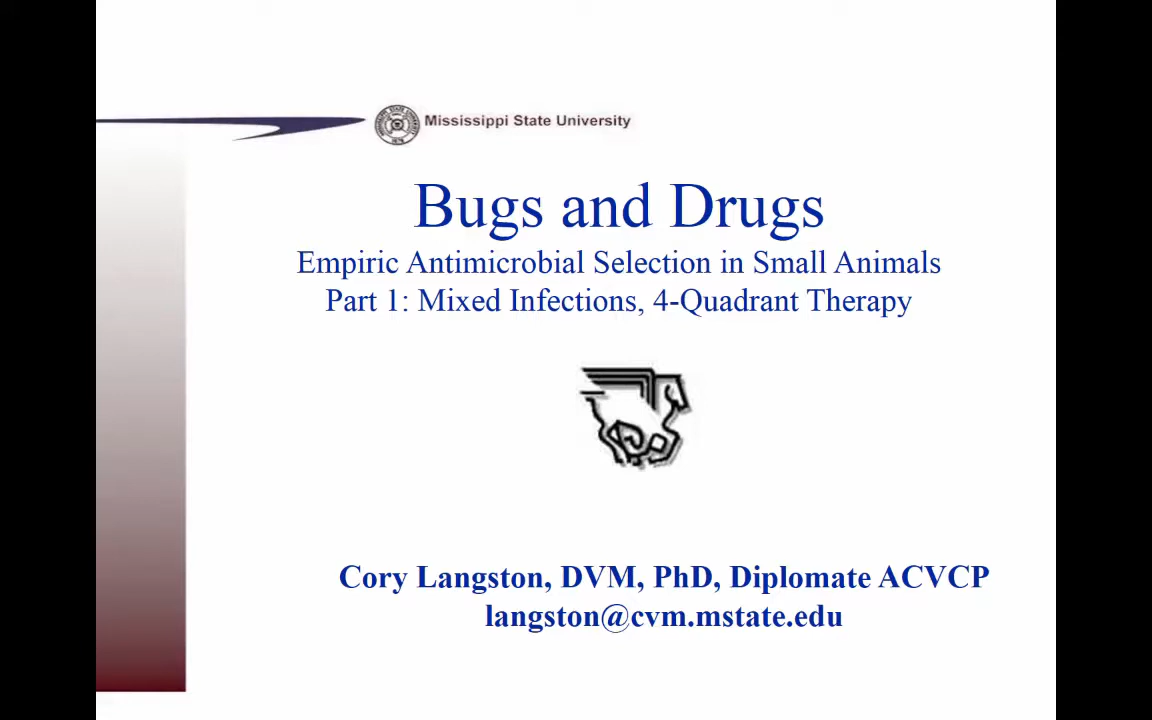 Mississippi State University
Bugs and Drugs
Empiric Antimicrobial Selection in Small Animals
Part 1: Mixed Infections, 4-Quadrant Therapy
Cory Langston, DVM, PhD, Diplomate ACVCP
langston@cvm.mstate.edu